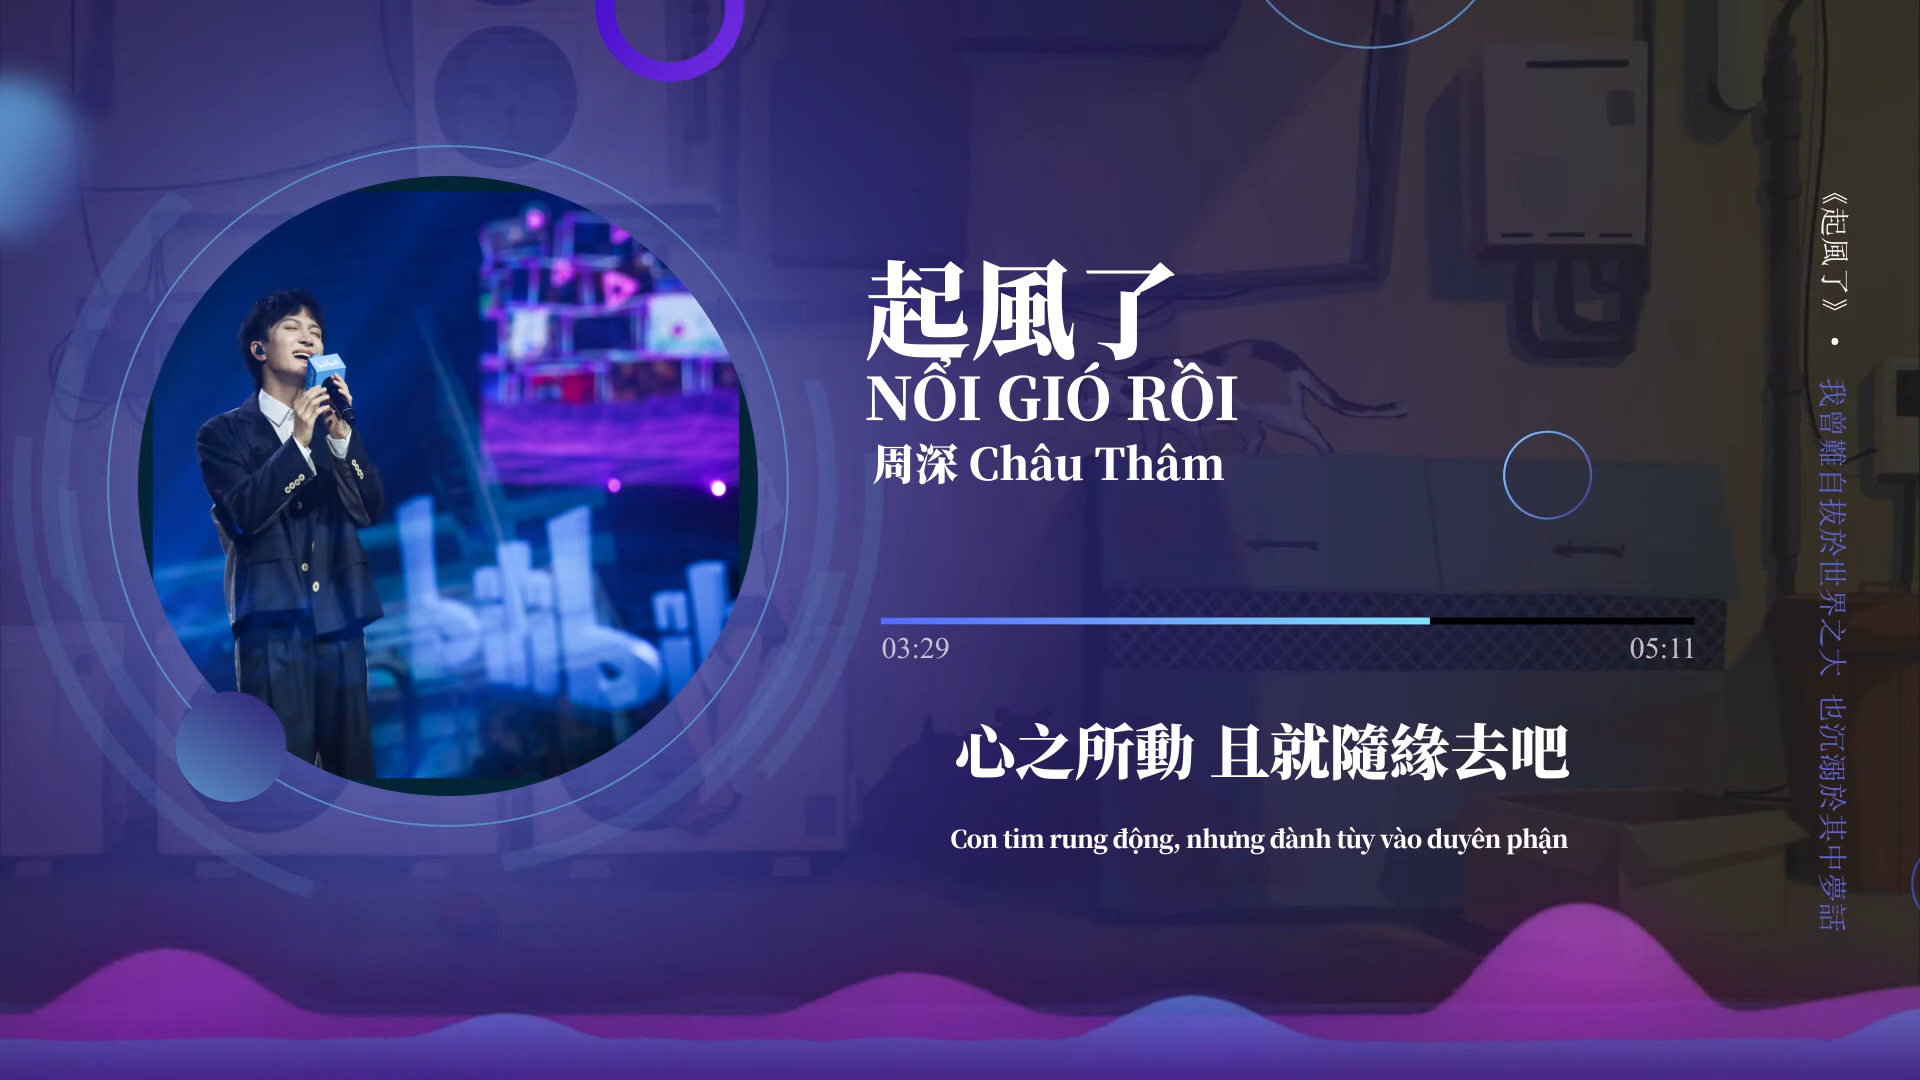 起風了
NỔI GIÓ RỒI
周深 Châu Thâm
03:29
05:11
心之所動 且就隨緣去吧
Con tim rung động, nhưng đành tùy vào duyên phận
《起風了》 • 我曾難自拔於世界之大 也沉溺於其中夢話
bilibili